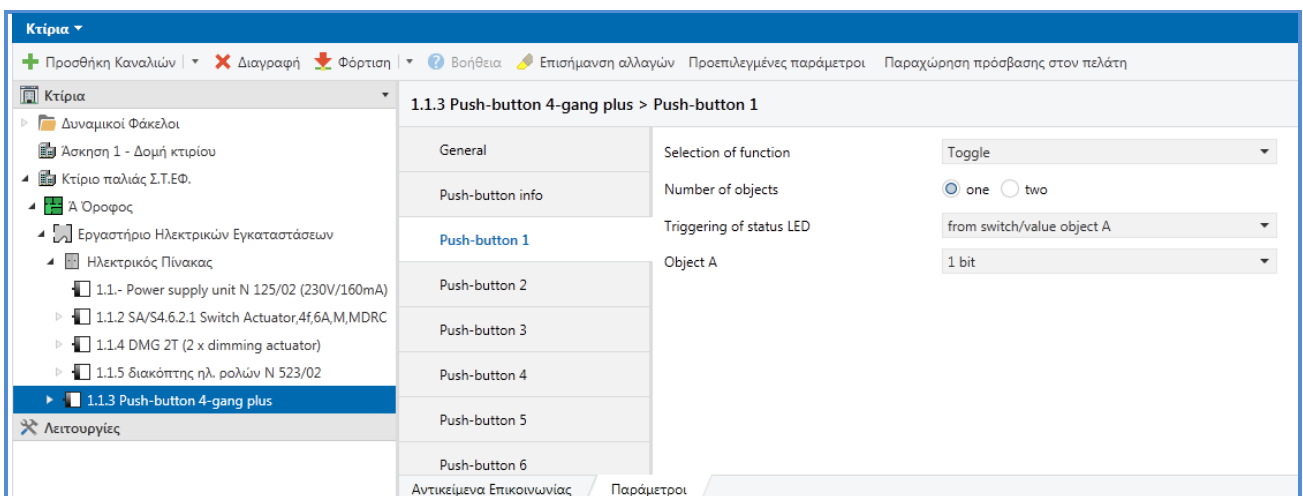 Κτίρια
Προσθήκη Καναλιών Διαγραφή Φόρτιση Βοήθεια Επισήμανση αλλαγών Προεπιλεγμένες παράμετροι Παραχώρηση πρόσβασης στον πελάτη
Κτίρια
Δυναμικοί Φάκελοι
Άσκηση 1 - Δομή κτιρίου
Κτίριο παλιάς Σ.Τ.ΕΦ.
Ά Όροφος
Εργαστήριο Ηλεκτρικών Εγκαταστάσεων
Ηλεκτρικός Πίνακας
1.1.- Power supply unit N 125/02 (230V/160mA)
1.1.2 SA/S4.6.2.1 Switch Actuator,4f,6A,M,MDRC
1.1.4 DMG 2T (2 x dimming actuator)
1.1.5 διακόπτης ηλ. ρολών N 523/02
1.1.3 Push-button 4-gang plus
Λειτουργίες
1.1.3 Push-button 4-gang plus > Push-button 1
General
Push-button info
Push-button 1
Push-button 2
Push-button 3
Push-button 4
Push-button 5
Push-button 6
Selection of function Toggle
Number of objects one two
Triggering of status LED from switch/value object A
Object A 1 bit
Αντικείμενα Επικοινωνίας Παράμετροι